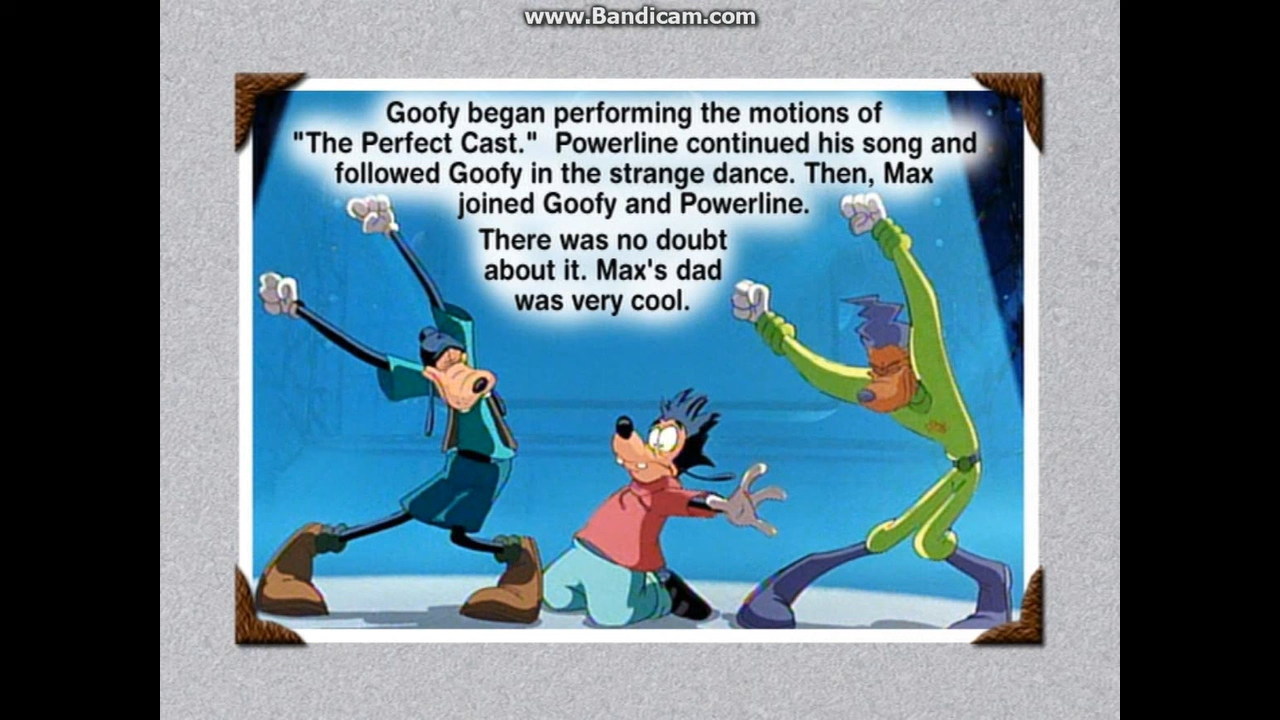 www.Bandicam.com
Goofy began performing the motions of
"The Perfect Cast."  Powerline continued his song and
followed Goofy in the strange dance. Then, Max
joined Goofy and Powerline.
There was no doubt
about it. Max's dad
was very cool.